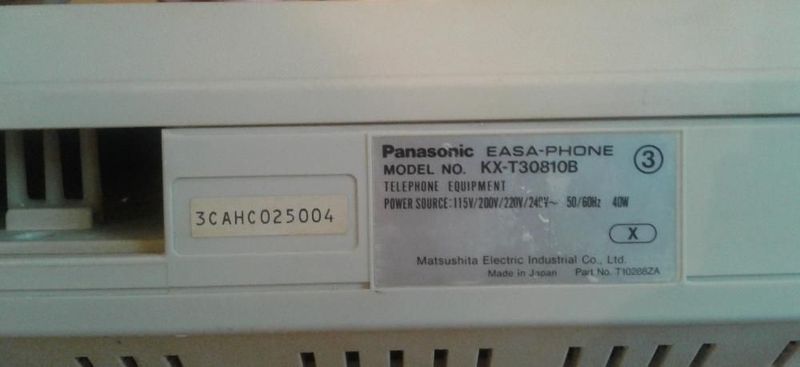 3CAHC025004
Panasonic EASA-PHONE
MODEL NO. KX-T30810B
③
TELEPHONE EQUIPMENT
POWER SOURCE: 115V/200V/220V/240V~ 50/60Hz 40W
X
Matsushita Electric Industrial Co., Ltd.
Made in Japan Part No. T10268ZA